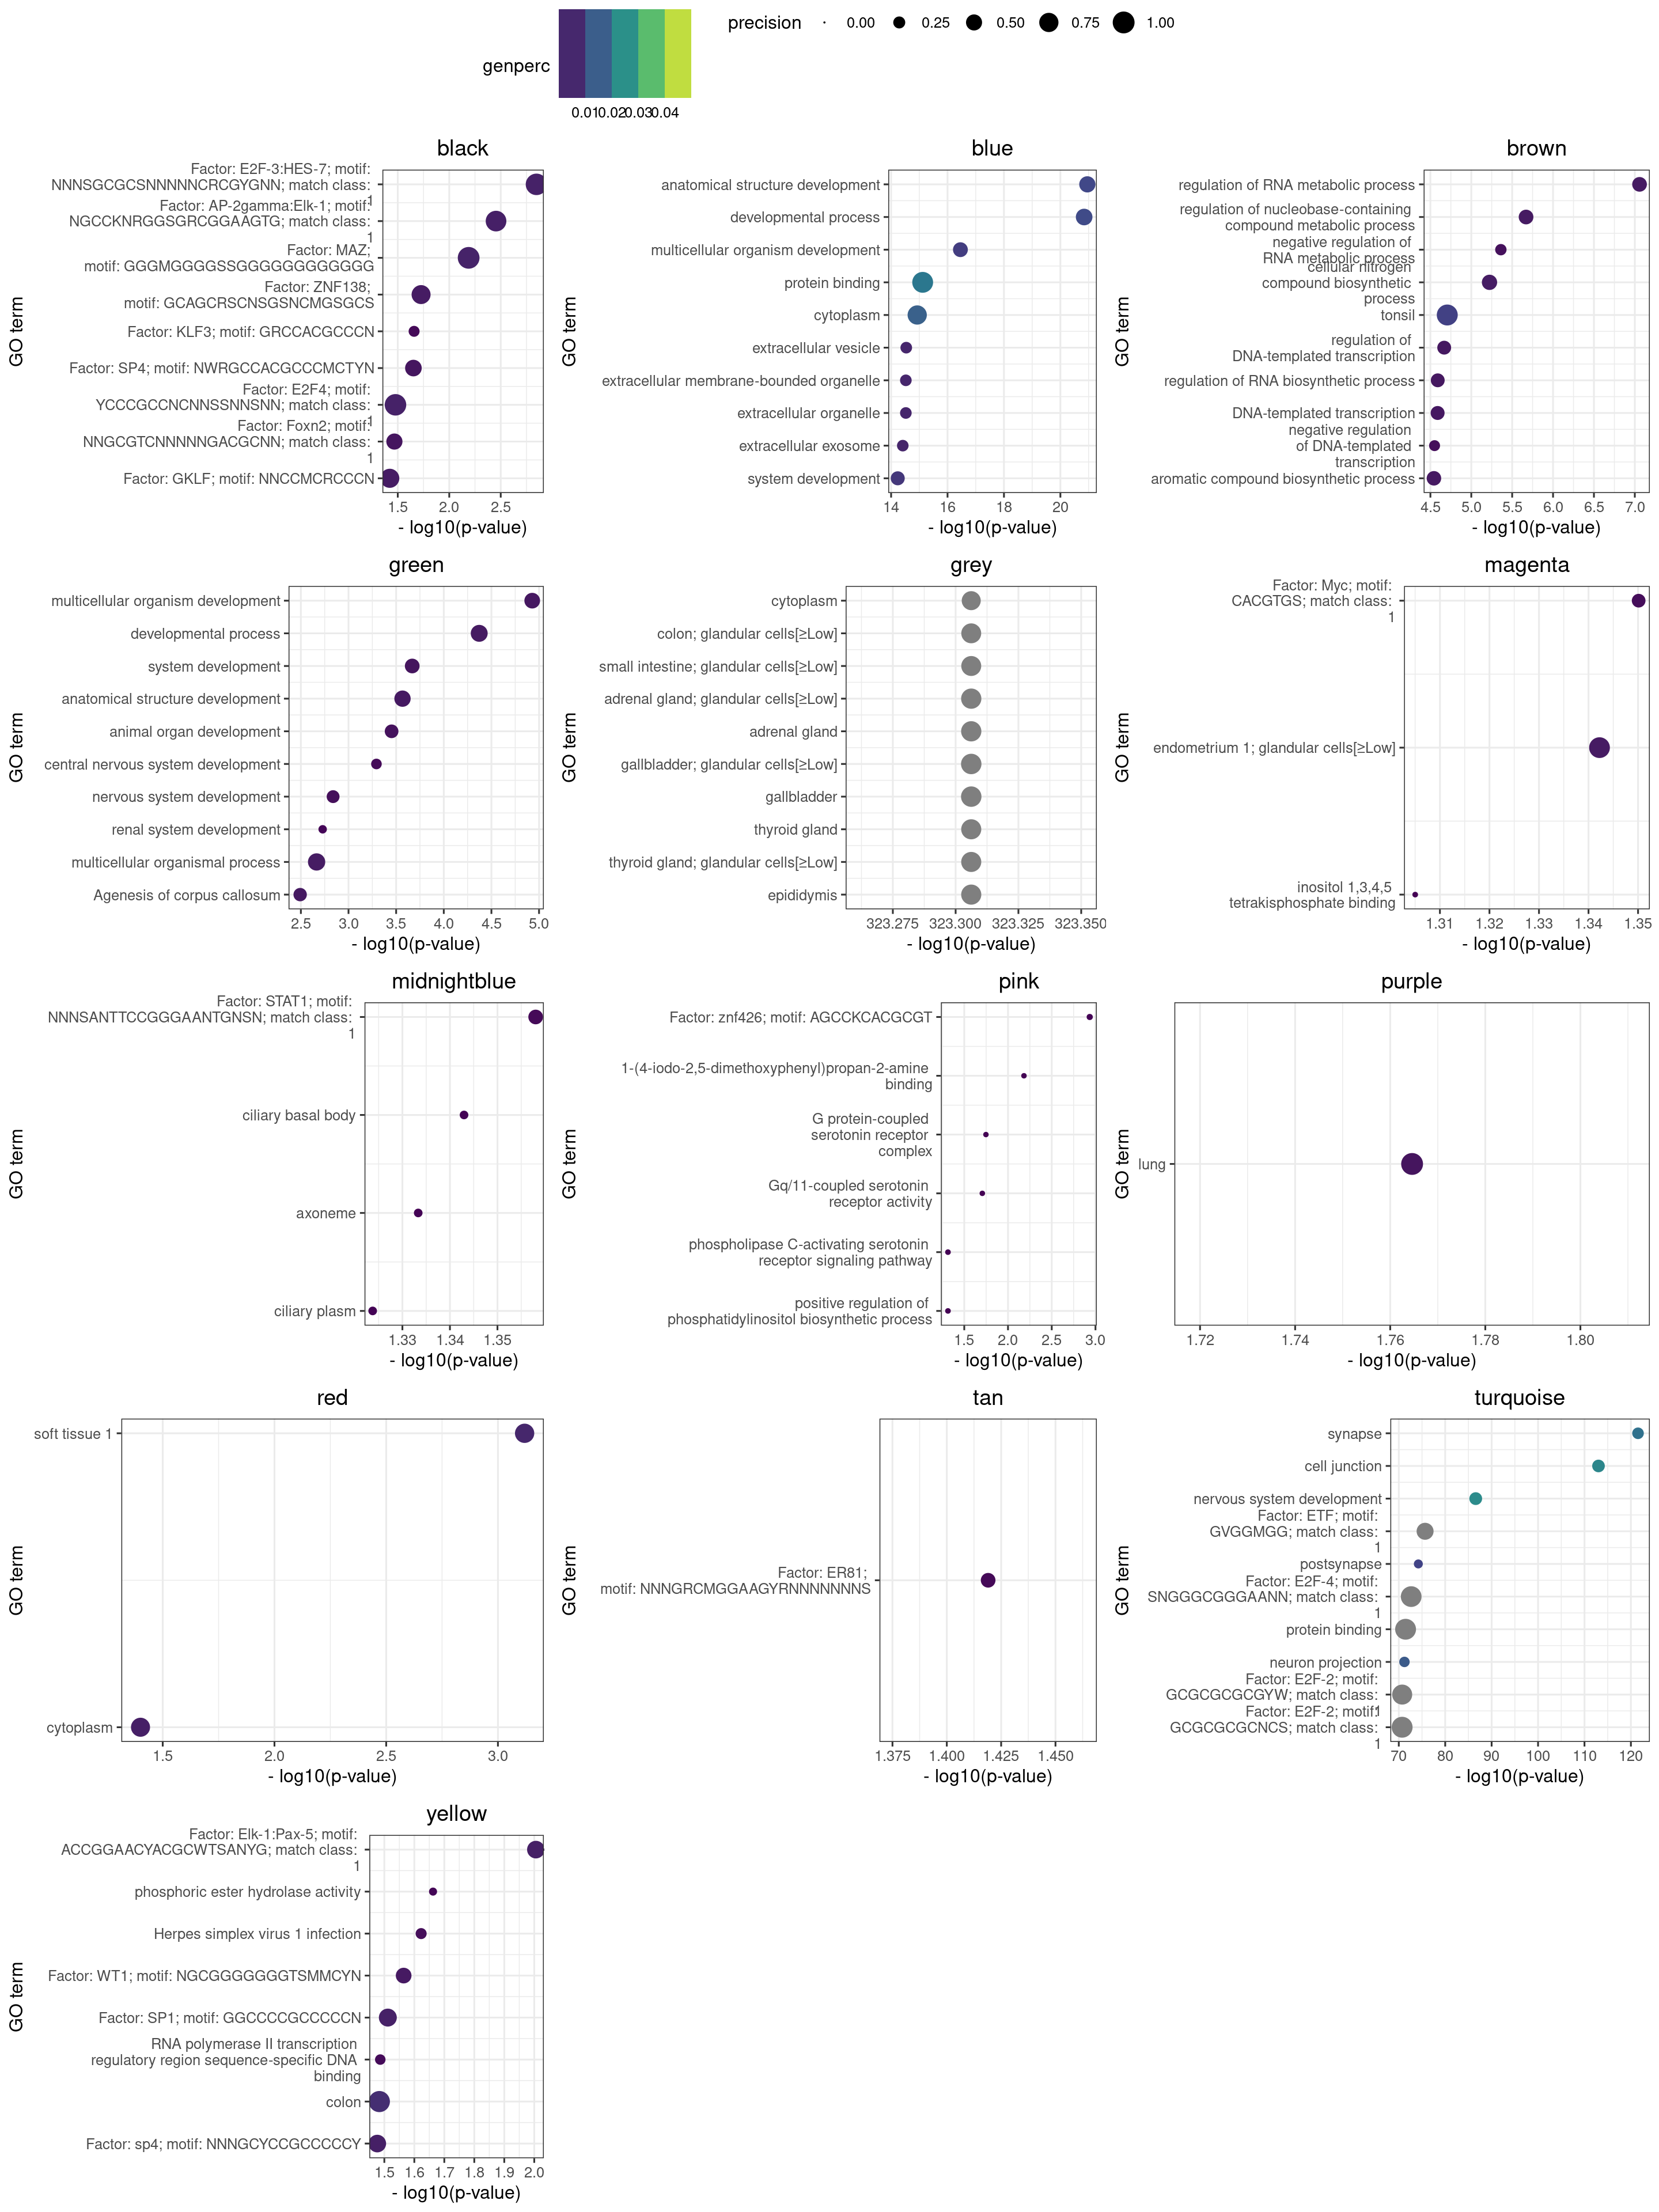 genperc
0.01 0.02 0.03 0.04
precision 0.00 0.25 0.50 0.75 1.00
black
GO term
Factor: E2F-3:HES-7; motif:
NNNSGCGCSNNNNNCRCGYGNN; match class:
1
Factor: AP-2gamma:Elk-1; motif:
NGCCKNRGGSGRCGGAAGTG; match class:
1
Factor: MAZ;
motif: GGGMGGGGSSGGGGGGGGGGGG
Factor: ZNF138;
motif: GCAGCRSCNSGSNCMGSGCS
Factor: KLF3; motif: GRCCACGCCCN
Factor: SP4; motif: NWRGCCACGCCCMCTYN
Factor: E2F4; motif:
YCCCGCCNCNNSSNNSNN; match class:
1
Factor: Foxn2; motif:
NNGCGTCNNNNNGACGCNN; match class:
1
Factor: GKLF; motif: NNCCMCRCCCN
1.5 2.0 2.5
- log10(p-value)
blue
GO term
anatomical structure development
developmental process
multicellular organism development
protein binding
cytoplasm
extracellular vesicle
extracellular membrane-bounded organelle
extracellular organelle
extracellular exosome
system development
14 16 18 20
- log10(p-value)
brown
GO term
regulation of RNA metabolic process
regulation of nucleobase-containing
compound metabolic process
negative regulation of
RNA metabolic process
cellular nitrogen
compound biosynthetic
process
tonsil
regulation of
DNA-templated transcription
regulation of RNA biosynthetic process
DNA-templated transcription
negative regulation
of DNA-templated
transcription
aromatic compound biosynthetic process
4.5 5.0 5.5 6.0 6.5 7.0
- log10(p-value)
green
GO term
multicellular organism development
developmental process
system development
anatomical structure development
animal organ development
central nervous system development
nervous system development
renal system development
multicellular organismal process
Agenesis of corpus callosum
2.5 3.0 3.5 4.0 4.5 5.0
- log10(p-value)
grey
GO term
cytoplasm
colon; glandular cells[≥Low]
small intestine; glandular cells[≥Low]
adrenal gland; glandular cells[≥Low]
adrenal gland
gallbladder; glandular cells[≥Low]
gallbladder
thyroid gland
thyroid gland; glandular cells[≥Low]
epididymis
323.275 323.300 323.325 323.350
- log10(p-value)
magenta
GO term
Factor: Myc; motif:
CACGTGS; match class:
1
endometrium 1; glandular cells[≥Low]
inositol 1,3,4,5
tetrakisphosphate binding
1.31 1.32 1.33 1.34 1.35
- log10(p-value)
midnightblue
GO term
Factor: STAT1; motif:
NNNSANTTCCGGGAANTGNSN; match class:
1
ciliary basal body
axoneme
ciliary plasm
1.33 1.34 1.35
- log10(p-value)
pink
GO term
Factor: znf426; motif: AGCCKCACGCGT
1-(4-iodo-2,5-dimethoxyphenyl)propan-2-amine
binding
G protein-coupled
serotonin receptor
complex
Gq/11-coupled serotonin
receptor activity
phospholipase C-activating serotonin
receptor signaling pathway
positive regulation of
phosphatidylinositol biosynthetic process
1.5 2.0 2.5 3.0
- log10(p-value)
purple
GO term
lung
1.72 1.74 1.76 1.78 1.80
- log10(p-value)
red
GO term
soft tissue 1
cytoplasm
1.5 2.0 2.5 3.0
- log10(p-value)
tan
GO term
Factor: ER81;
motif: NNNGRCMGGAAGYRNNNNNNNS
1.375 1.400 1.425 1.450
- log10(p-value)
turquoise
GO term
synapse
cell junction
nervous system development
Factor: ETF; motif:
GVGGMGG; match class:
1
postsynapse
Factor: E2F-4; motif:
SNGGGCGGGAANN; match class:
1
protein binding
neuron projection
Factor: E2F-2; motif:
GCGCGCGCGYW; match class:
1
Factor: E2F-2; motif:
GCGCGCGCNCS; match class:
1
70 80 90 100 110 120
- log10(p-value)
yellow
GO term
Factor: Elk-1:Pax-5; motif:
ACCGGAACYACGCWTSANYG; match class:
1
phosphoric ester hydrolase activity
Herpes simplex virus 1 infection
Factor: WT1; motif: NGCGGGGGGGTSMMCYN
Factor: SP1; motif: GGCCCCGCCCCCN
RNA polymerase II transcription
regulatory region sequence-specific DNA
binding
colon
Factor: sp4; motif: NNNGCYCCGCCCCCY
1.5 1.6 1.7 1.8 1.9 2.0
- log10(p-value)